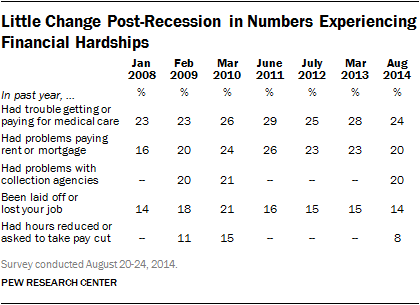 Little Change Post-Recession in Numbers Experiencing
Financial Hardships
Jan Feb Mar June July Mar Aug
2008 2009 2010 2011 2012 2013 2014
In past year, ... % % % % % % %
Had trouble getting or
paying for medical care 23 23 26 29 25 28 24
Had problems paying
rent or mortgage 16 20 24 26 23 23 20
Had problems with
collection agencies -- 20 21 -- -- -- 20
Been laid off or
lost your job 14 18 21 16 15 15 14
Had hours reduced or
asked to take pay cut -- 11 15 -- -- -- 8
Survey conducted August 20-24, 2014.
PEW RESEARCH CENTER